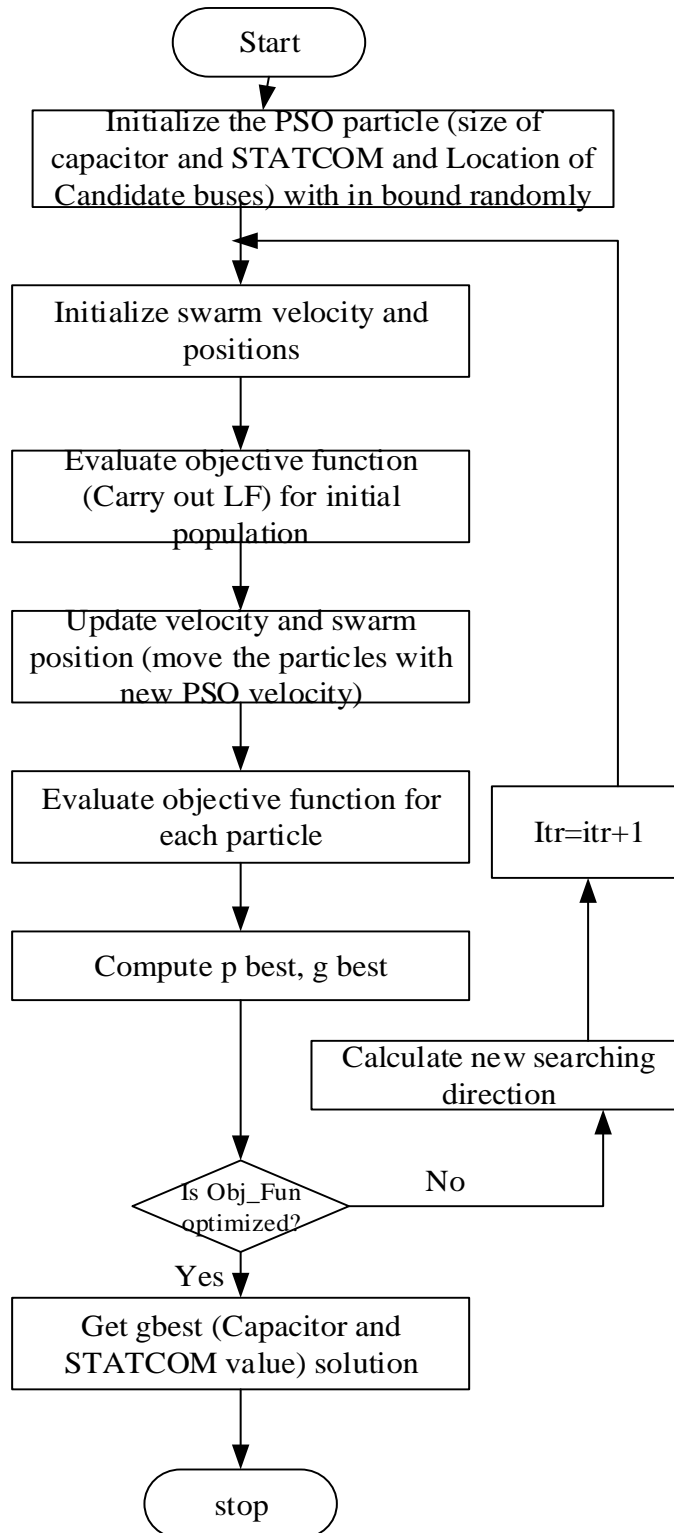 Start
Initialize the PSO particle (size of
capacitor and STATCOM and Location of
Candidate buses) with in bound randomly
Initialize swarm velocity and
positions
Evaluate objective function
(Carry out LF) for initial
population
Update velocity and swarm
position (move the particles with
new PSO velocity)
Evaluate objective function for
each particle
Itr=itr+1
Compute p best, g best
Calculate new searching
direction
Is Obj_Fun
optimized?
No
Yes
Get gbest (Capacitor and
STATCOM value) solution
stop